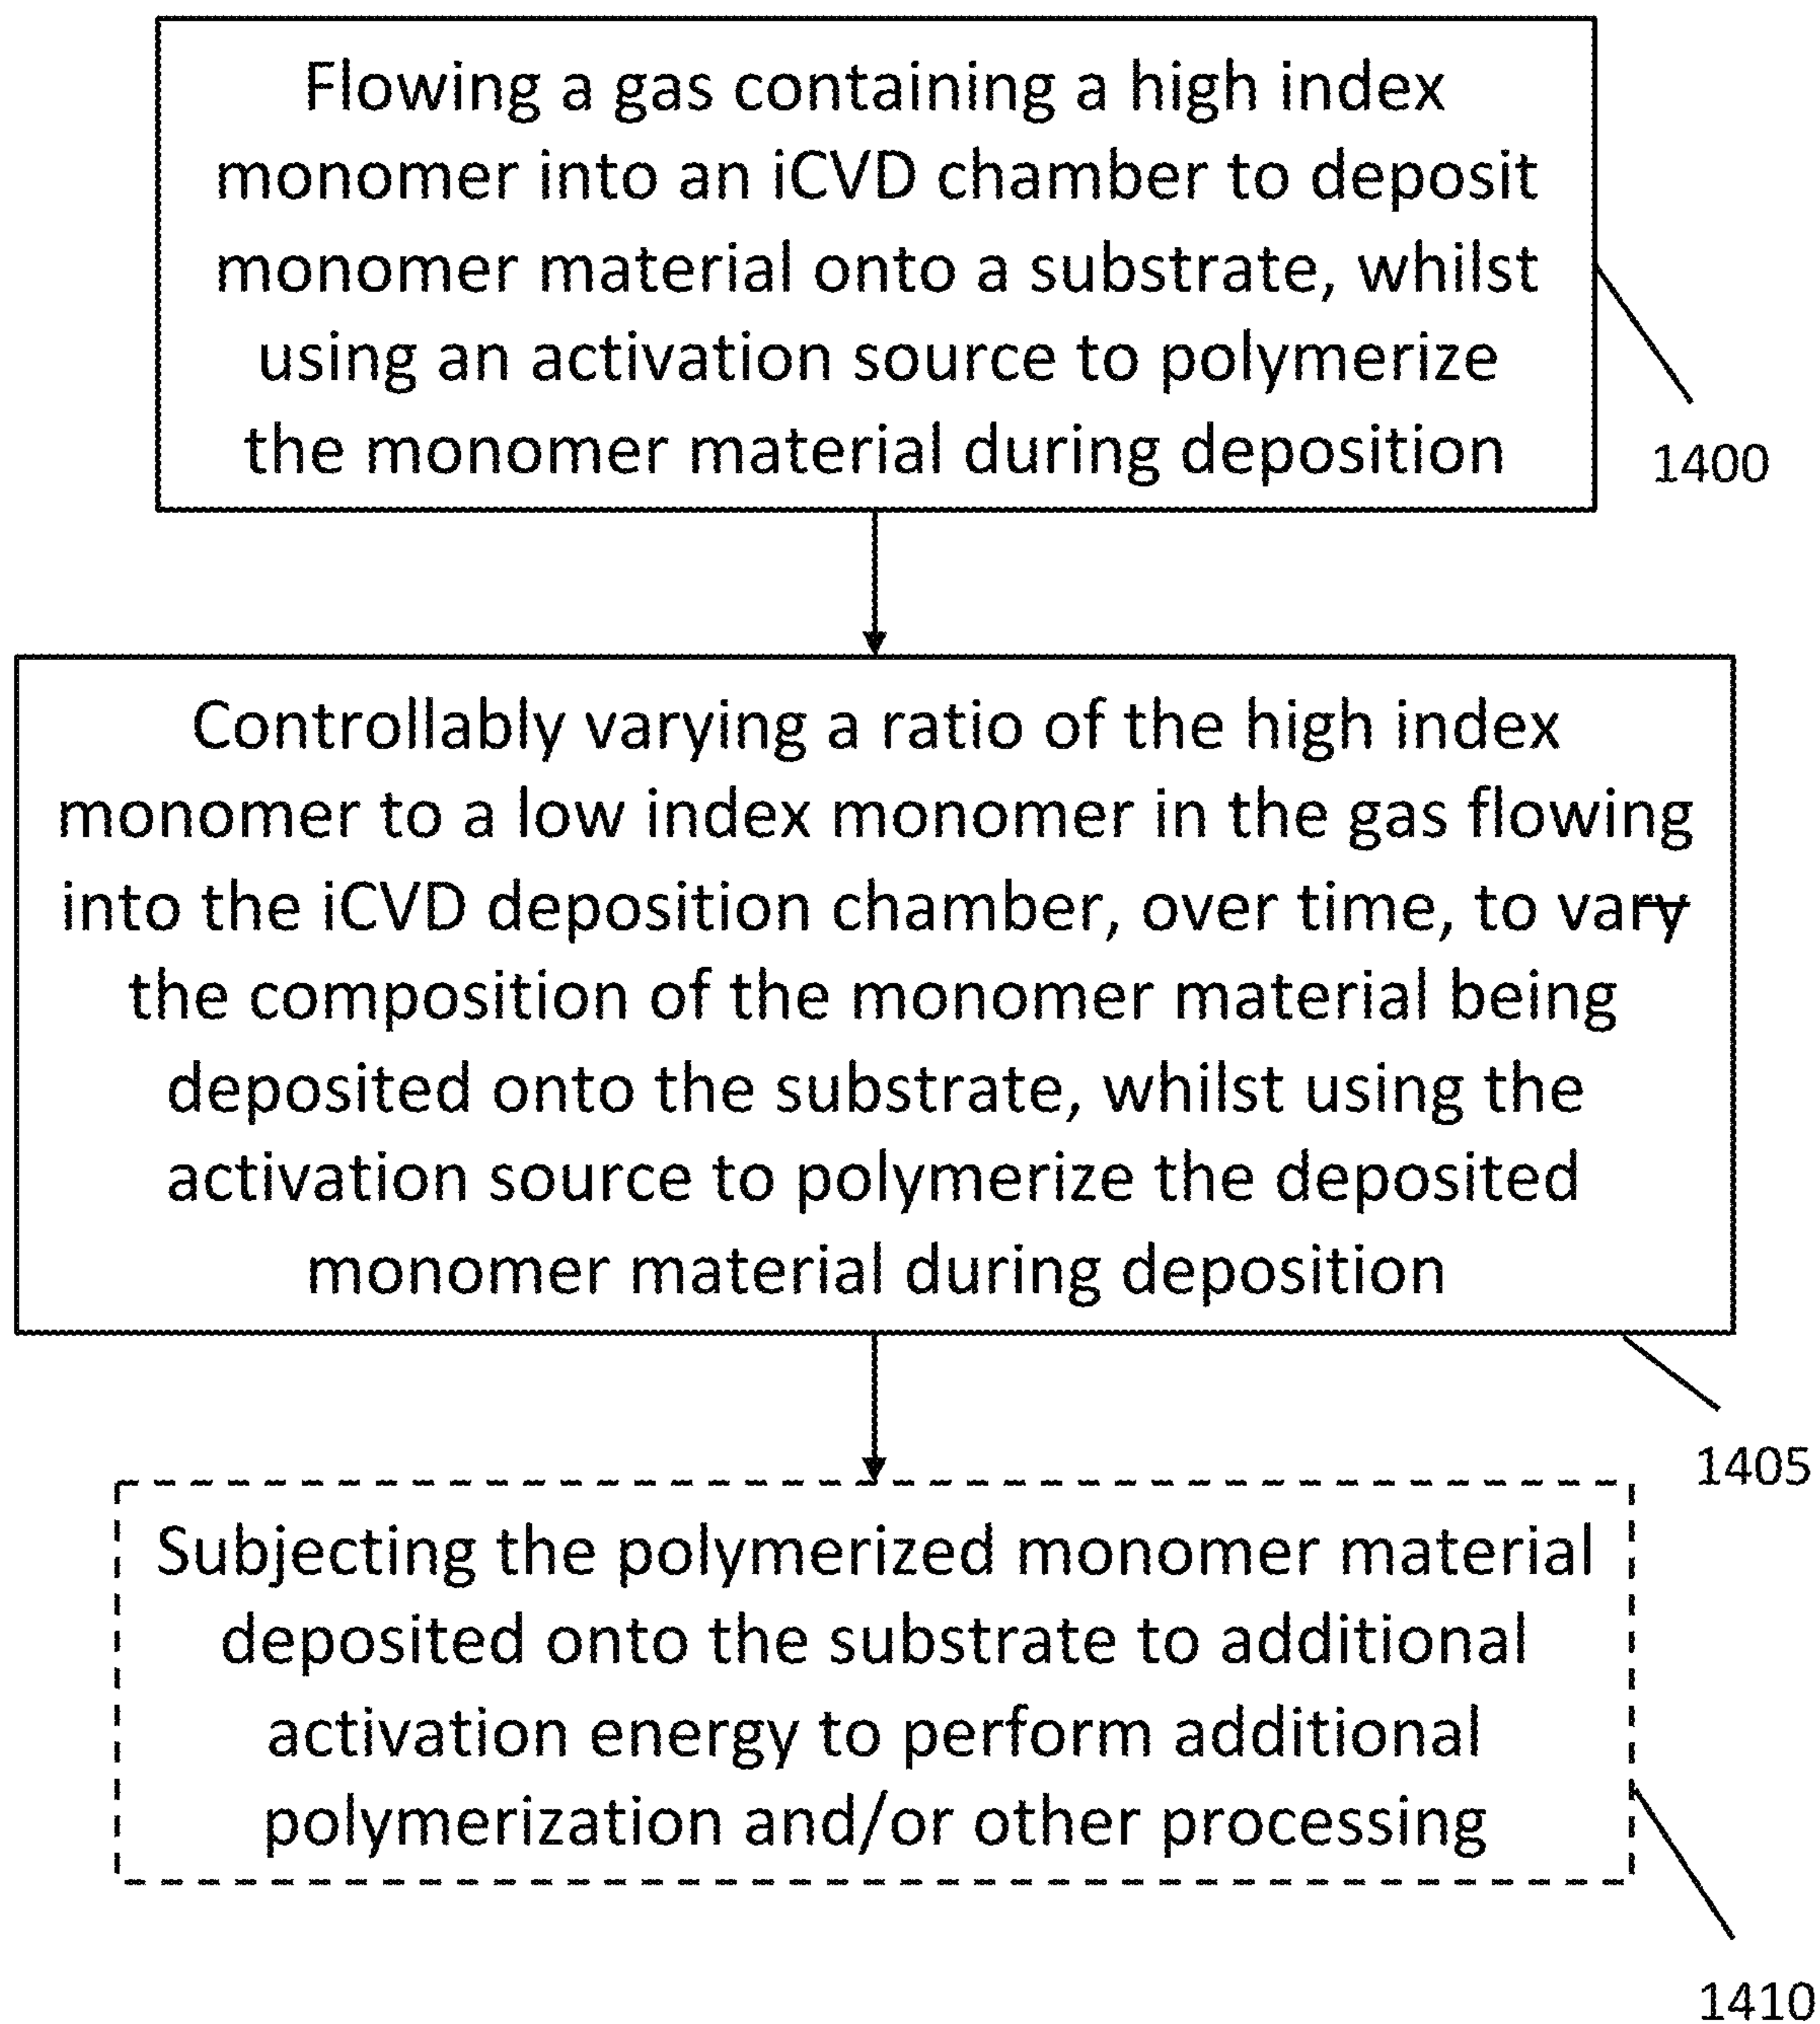 Flowing a gas containing a high index
monomer into an iCVD chamber to deposit
monomer material onto a substrate, whilst
using an activation source to polymerize
the monomer material during deposition
1400
Controllably varying a ratio of the high index
monomer to a low index monomer in the gas flowing
into the iCVD deposition chamber, over time, to vary
the composition of the monomer material being
deposited onto the substrate, whilst using the
activation source to polymerize the deposited
monomer material during deposition
1405
Subjecting the polymerized monomer material
deposited onto the substrate to additional
activation energy to perform additional
polymerization and/or other processing
1410